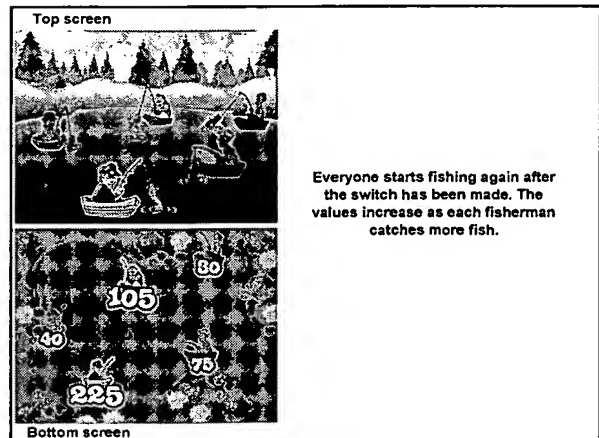 Top screen
Everyone starts fishing again after
the switch has been made. The
values increase as each fisherman
catches more fish.
80
105
40
75
225
Bottom screen